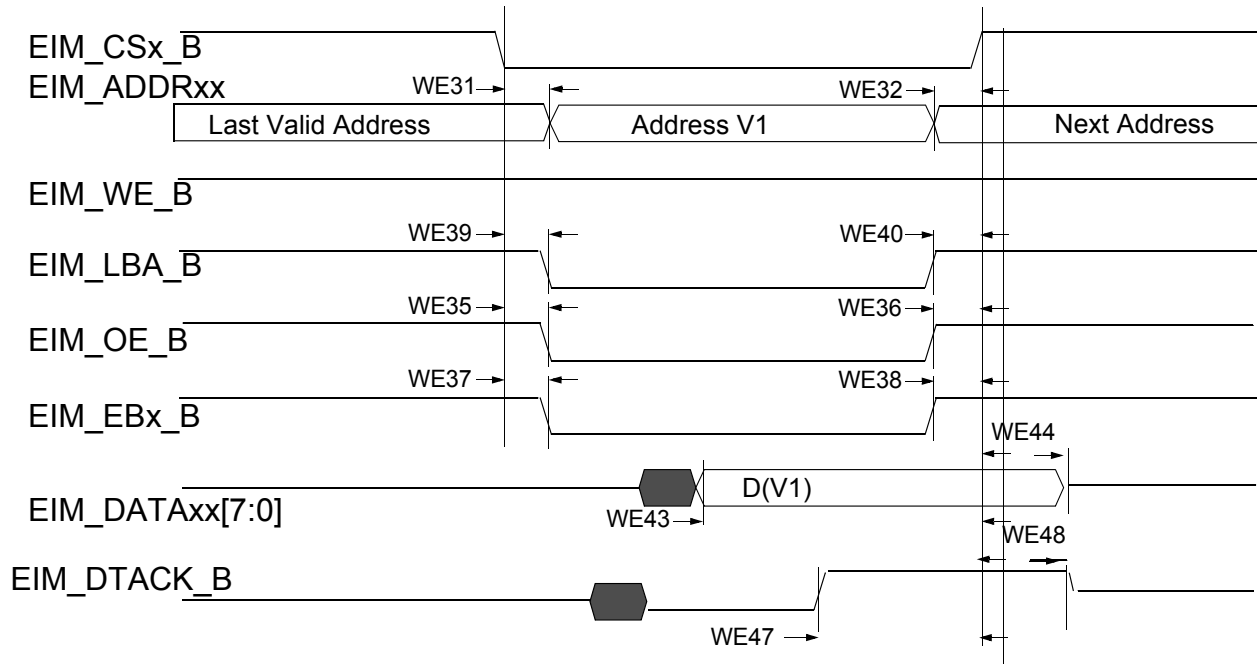 EIM_CSx_B
EIM_ADDRxx
WE31
WE32
Last Valid Address
Address V1
Next Address
EIM_WE_B
WE39
WE40
EIM_LBA_B
WE35
WE36
EIM_OE_B
WE37
WE38
EIM_EBx_B
WE44
D(V1)
EIM_DATAxx[7:0]
WE43
WE48
EIM_DTACK_B
WE47